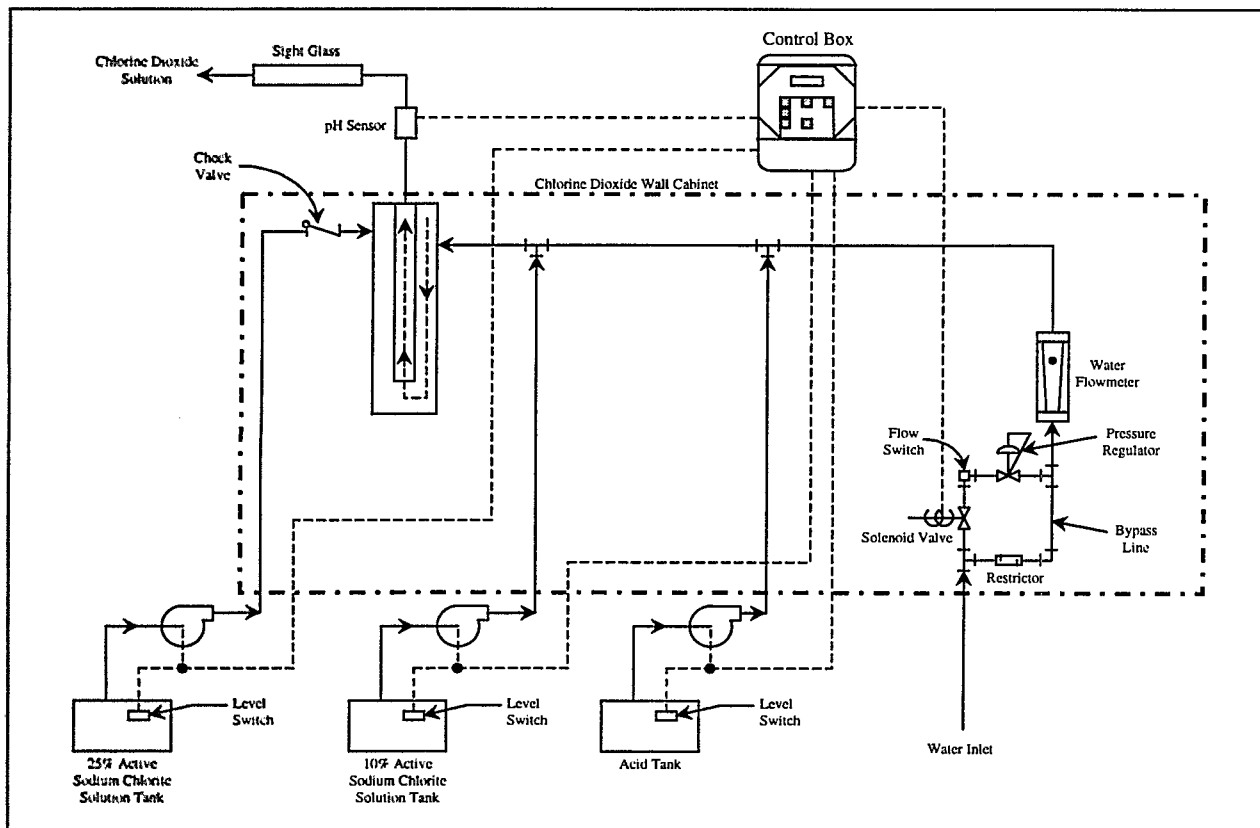 Sight Glass
Control Box
Chlorine Dioxide
Solution
pH Sensor
Check
Valve
Chlorine Dioxide Wall Cabinet
Water
Flowmeter
Flow
Switch
Pressure
Regulator
Solenoid Valve
Bypass
Line
Restrictor
Level
Switch
Level
Switch
Level
Switch
Water Inlet
25% Active
Sodium Chlorite
Solution Tank
10% Active
Sodium Chlorite
Solution Tank
Acid Tank